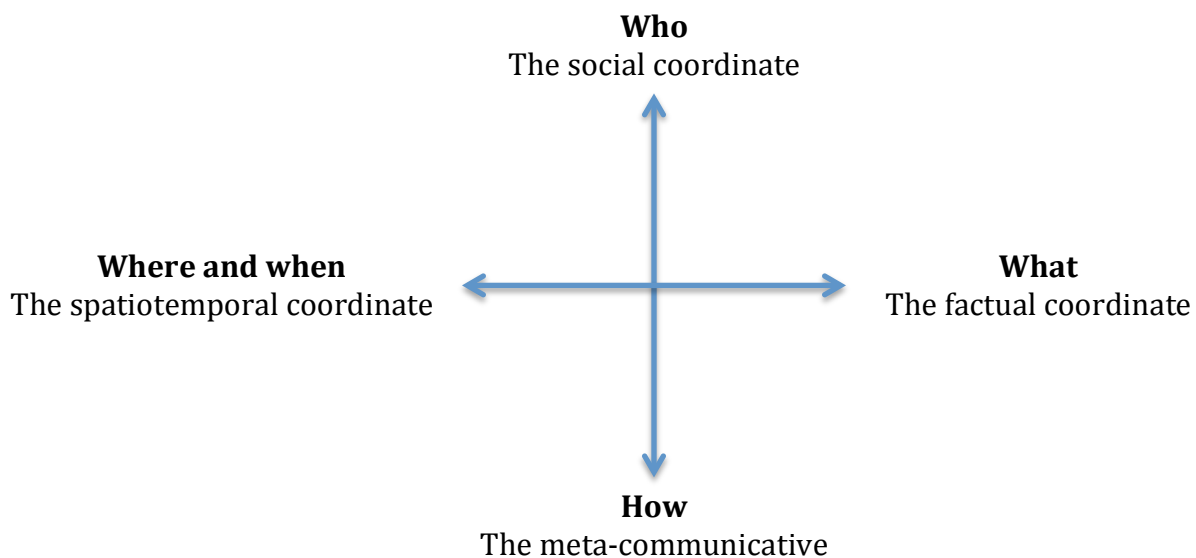 Who
The social coordinate
Where and when
The spatiotemporal coordinate
What
The factual coordinate
How
The meta-communicative